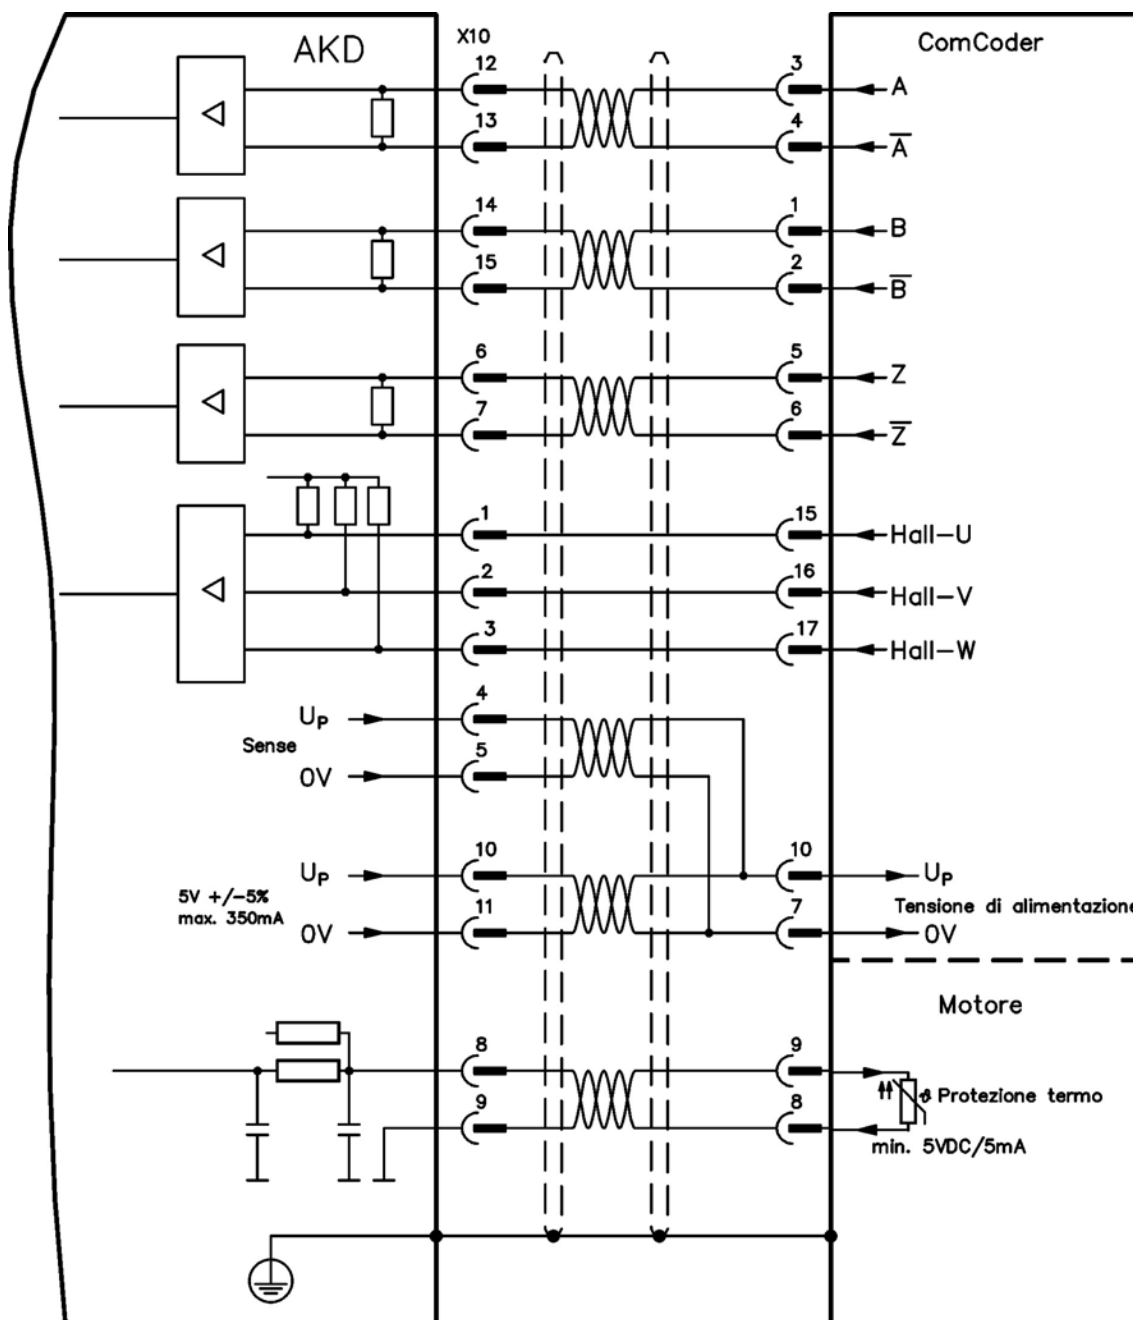 AKD X10 ComCoder
12 3 A
13 4 A̅
14 1 B
15 2 B̅
6 5 Z
7 6 Z̅
1 15 Hall-U
2 16 Hall-V
3 17 Hall-W
UP 4
Sense
0V 5
UP 10 10 UP
5V +/-5%
max. 350mA
Tensione di alimentazione
0V 11 7 0V
Motore
8 9
ϑ Protezione termo
9 8
min. 5VDC/5mA